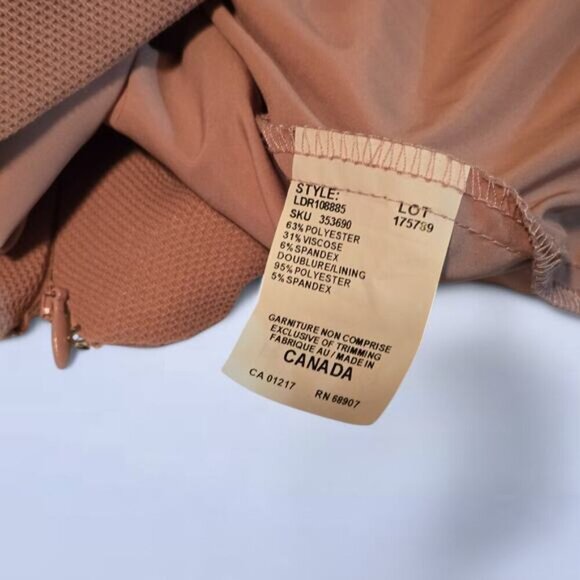 STYLE:
LDR108885 LOT
SKU 353690 175789
63% POLYESTER
31% VISCOSE
6% SPANDEX
DOUBLURE/LINING
95% POLYESTER
5% SPANDEX
GARNITURE NON COMPRISE
EXCLUSIVE OF TRIMMING
FABRIQUE AU / MADE IN
CANADA
CA 01217 RN 68907